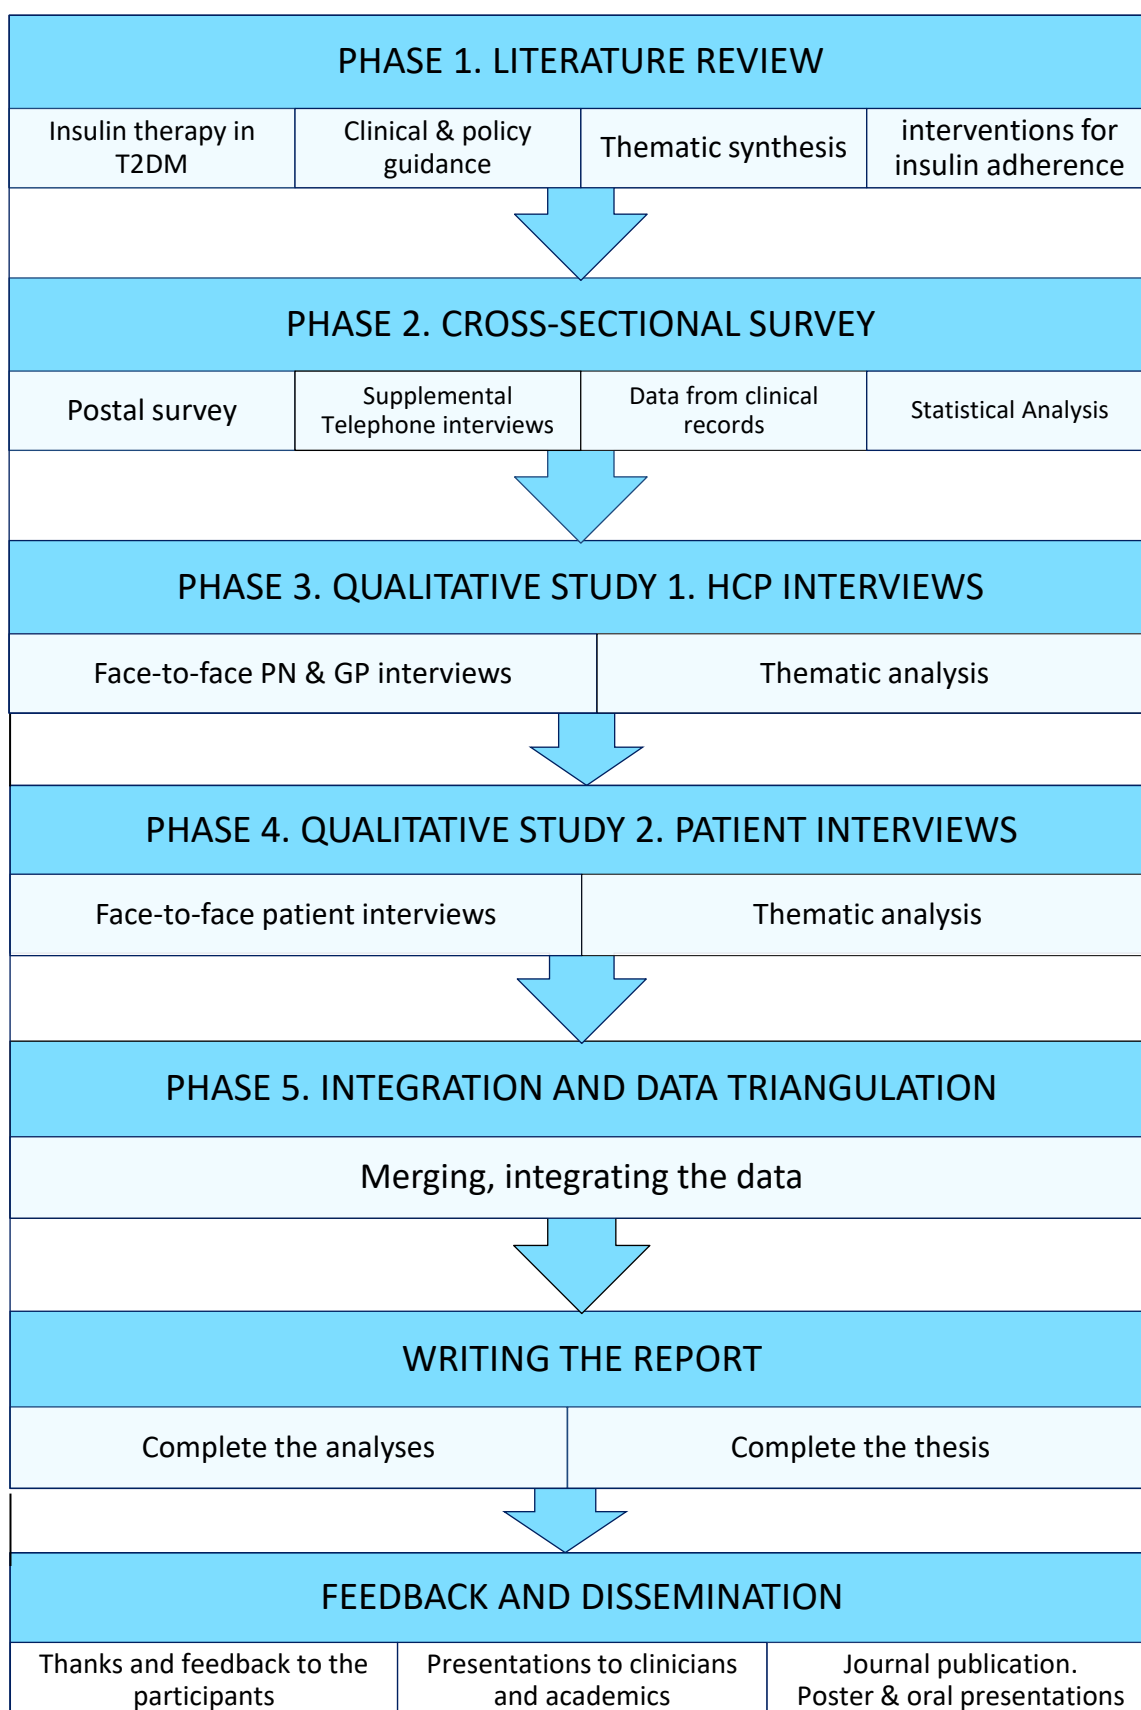 PHASE 1. LITERATURE REVIEW
Insulin therapy in
T2DM
Clinical & policy
guidance
Thematic synthesis
interventions for
insulin adherence
PHASE 2. CROSS-SECTIONAL SURVEY
Postal survey
Supplemental
Telephone interviews
Data from clinical
records
Statistical Analysis
PHASE 3. QUALITATIVE STUDY 1. HCP INTERVIEWS
Face-to-face PN & GP interviews
Thematic analysis
PHASE 4. QUALITATIVE STUDY 2. PATIENT INTERVIEWS
Face-to-face patient interviews
Thematic analysis
PHASE 5. INTEGRATION AND DATA TRIANGULATION
Merging, integrating the data
WRITING THE REPORT
Complete the analyses
Complete the thesis
FEEDBACK AND DISSEMINATION
Thanks and feedback to the
participants
Presentations to clinicians
and academics
Journal publication.
Poster & oral presentations